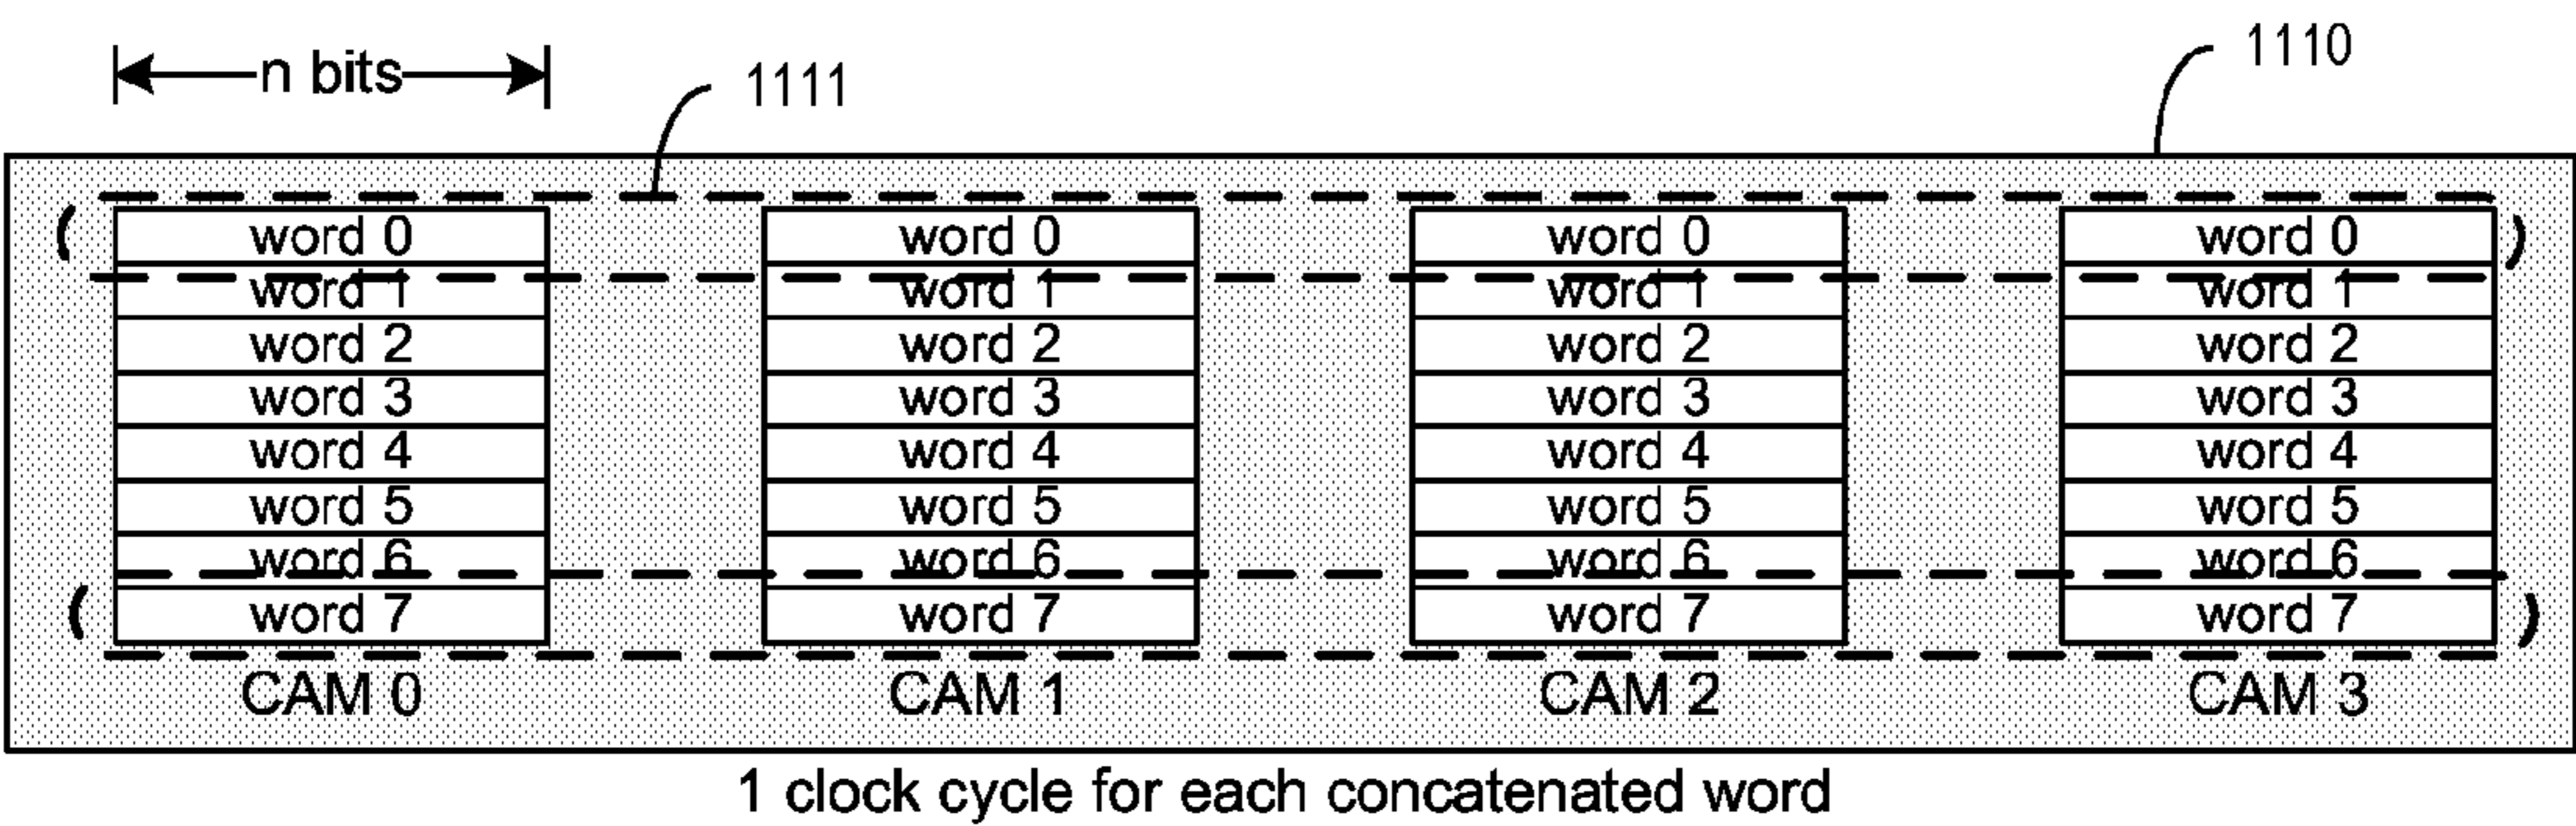 n bits 1111 1110
word 0 word 0 word 0 word 0
word 1 word 1 word 1 word 1
word 2 word 2 word 2 word 2
word 3 word 3 word 3 word 3
word 4 word 4 word 4 word 4
word 5 word 5 word 5 word 5
word 6 word 6 word 6 word 6
word 7 word 7 word 7 word 7
CAM 0 CAM 1 CAM 2 CAM 3
1 clock cycle for each concatenated word